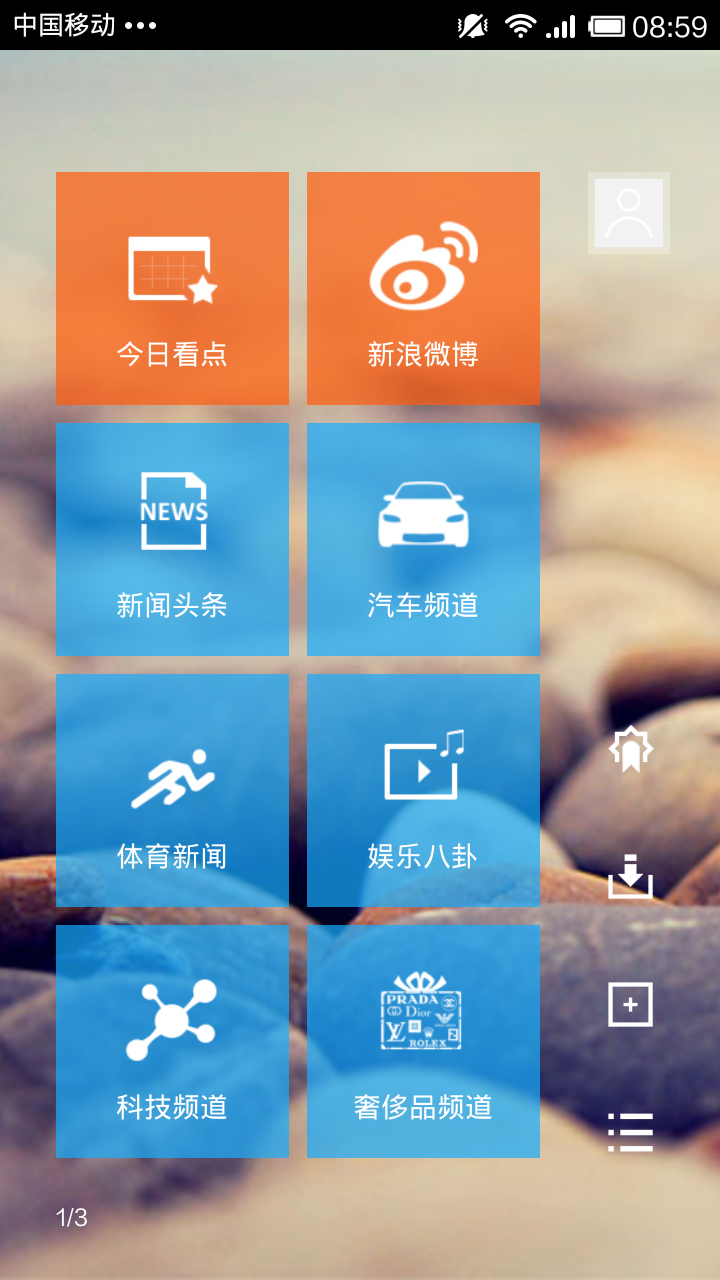 中国移动 •••
08:59
今日看点
新浪微博
NEWS
新闻头条
汽车频道
体育新闻
娱乐八卦
科技频道
PRADA
Dior
LV
ROLEX
奢侈品频道
1/3